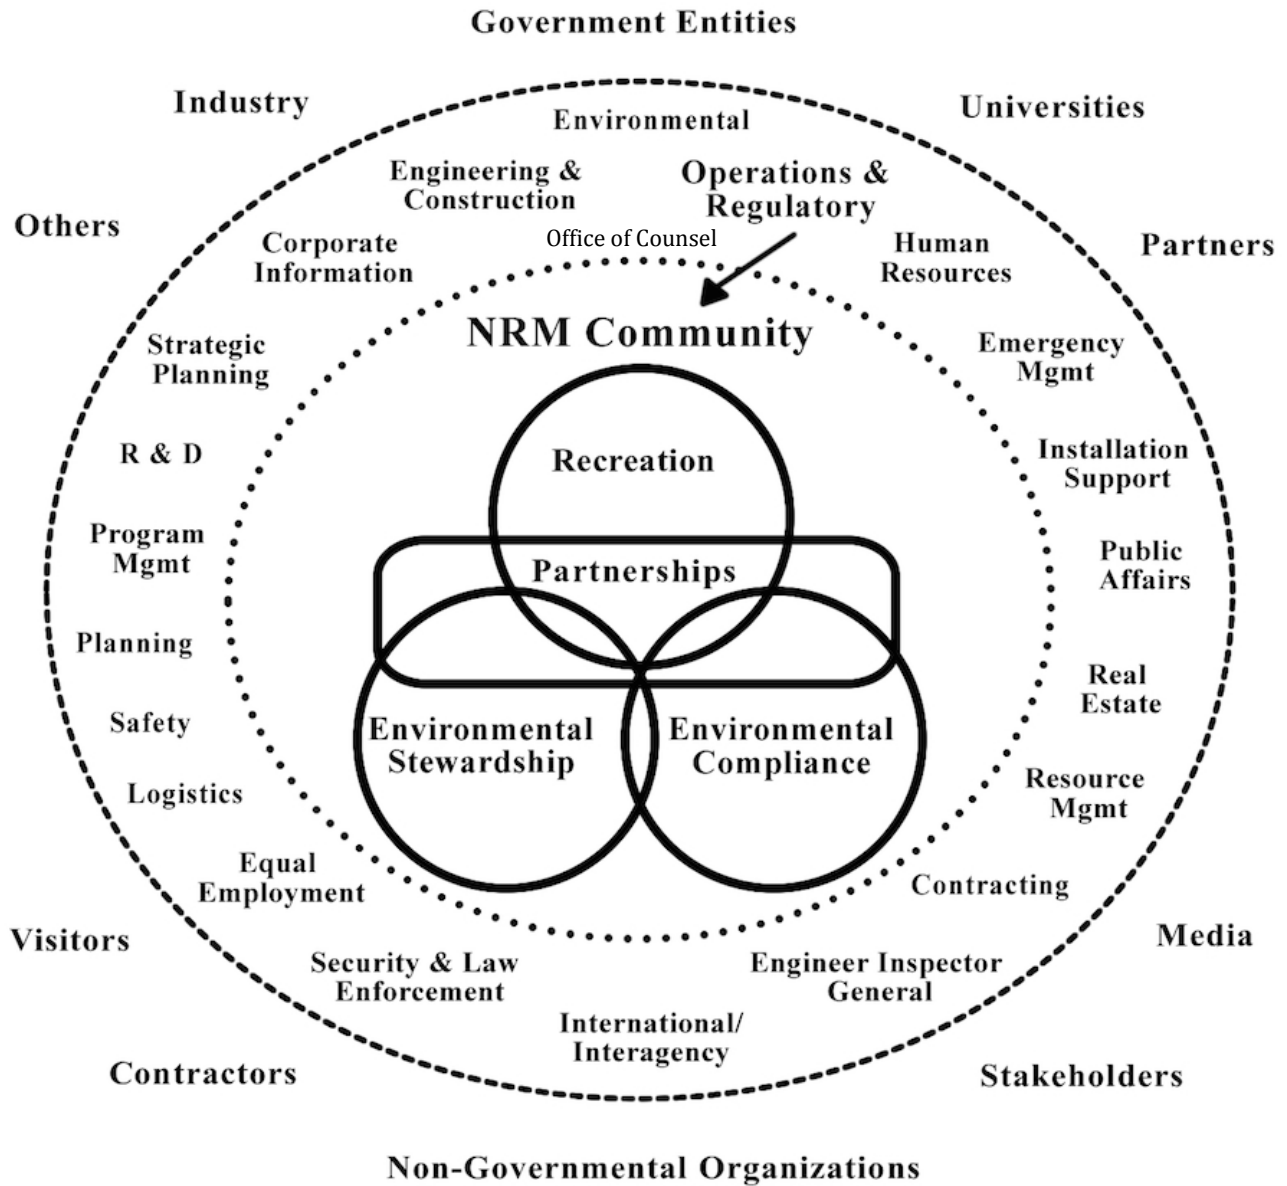 Government Entities
Industry
Universities
Environmental
Engineering &
Construction
Operations &
Regulatory
Others
Partners
Corporate
Information
Office of Counsel
Human
Resources
NRM Community
Strategic
Planning
Emergency
Mgmt
R & D
Recreation
Installation
Support
Program
Mgmt
Partnerships
Public
Affairs
Planning
Real
Estate
Safety
Environmental
Stewardship
Environmental
Compliance
Logistics
Resource
Mgmt
Equal
Employment
Contracting
Visitors
Media
Security & Law
Enforcement
Engineer Inspector
General
International/
Interagency
Contractors
Stakeholders
Non-Governmental Organizations